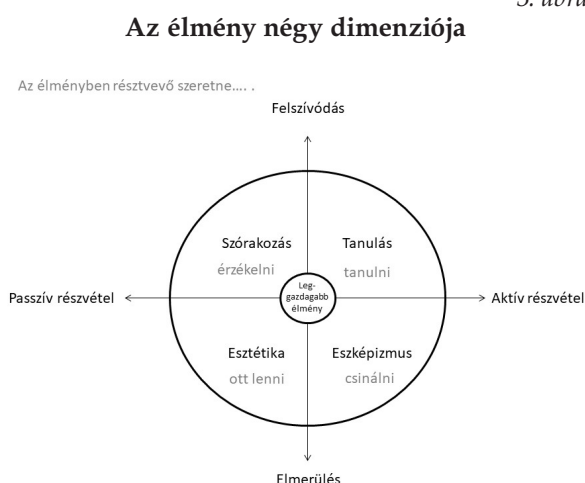 3. ábra
Az élmény négy dimenziója
Az élményben résztvevő szeretne.... .
Felszívódás
Szórakozás
érzékelni
Tanulás
tanulni
Passzív részvétel
Leg-
gazdagabb
élmény
Aktív részvétel
Esztétika
ott lenni
Eszképizmus
csinálni
Elmerülés